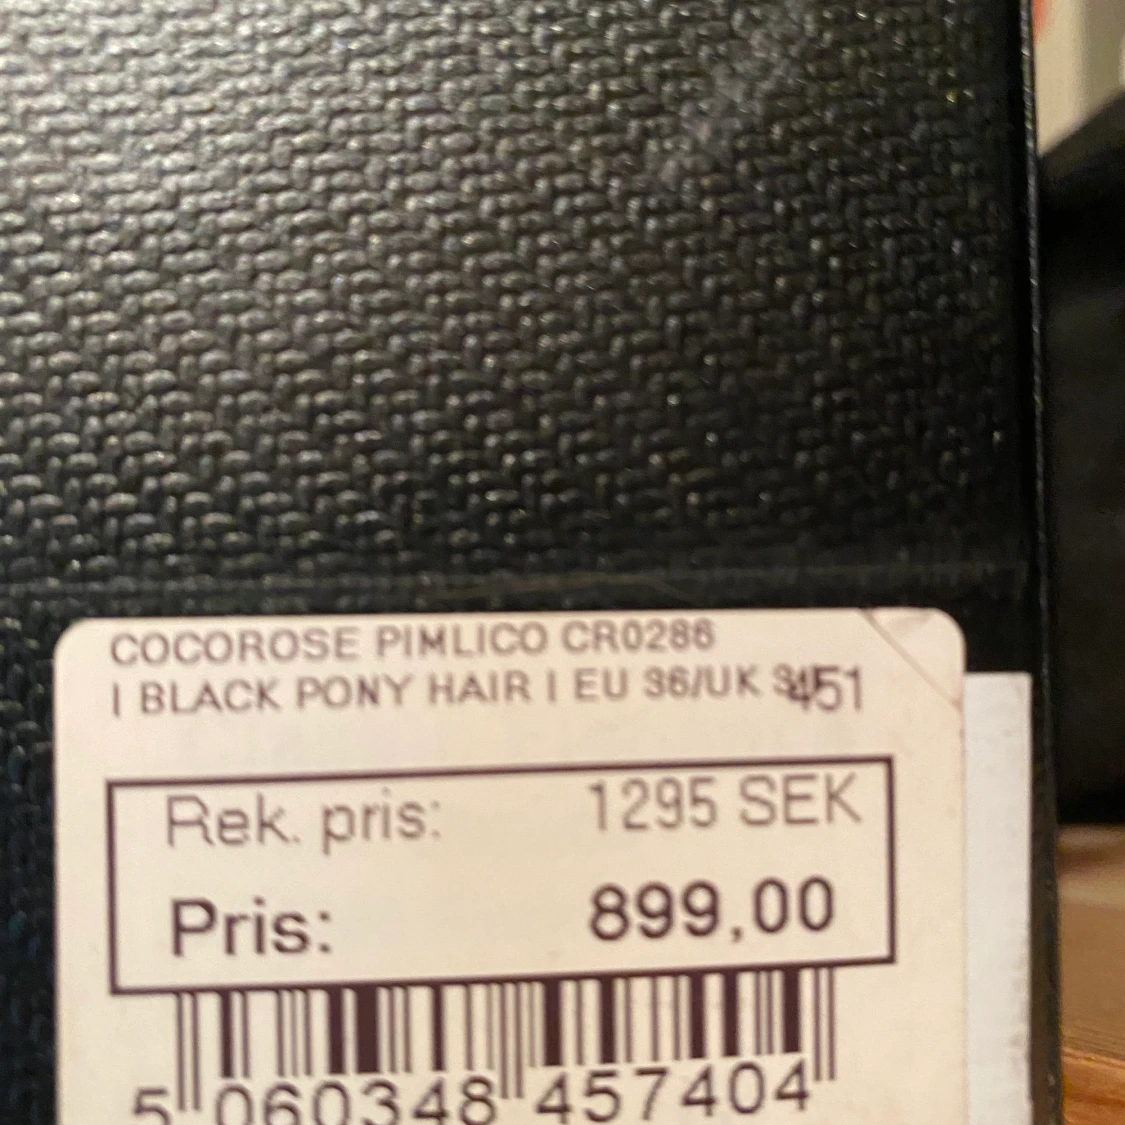 COCOROSE PIMLICO CR0286
| BLACK PONY HAIR | EU 36/UK 3451
Rek. pris: 1295 SEK
Pris: 899,00
5 060348 457404